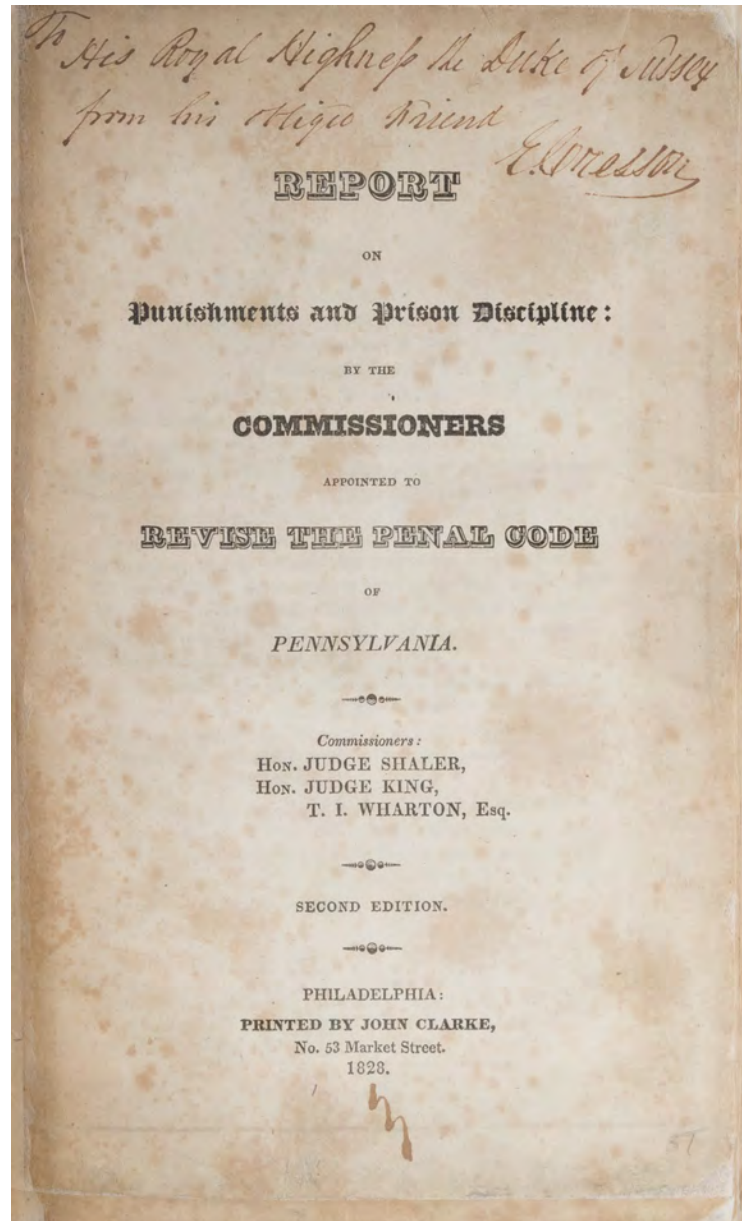 To
His Royal Highness the Duke of Sussex
from his obliged Friend
E. Cresson
REPORT
ON
Punishments and Prison Discipline:
BY THE
COMMISSIONERS
APPOINTED TO
REVISE THE PENAL CODE
OF
PENNSYLVANIA.
Commissioners:
HON. JUDGE SHALER,
HON. JUDGE KING,
T. I. WHARTON, Esq.
SECOND EDITION.
PHILADELPHIA:
PRINTED BY JOHN CLARKE,
No. 53 Market Street.
1828.
57